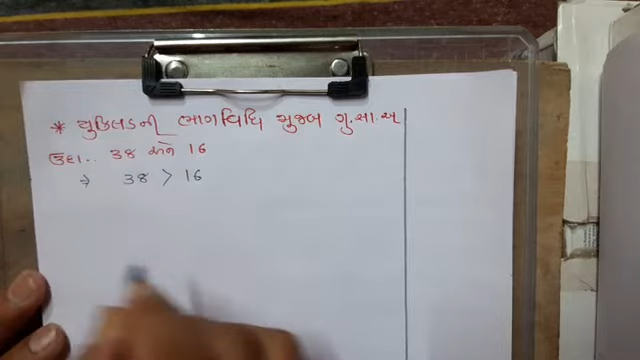 * યુક્લિડની ભાગવિધિ મુજબ ગુ.સા.અ
ઉદા.. 38 અને 16
→ 38 > 16